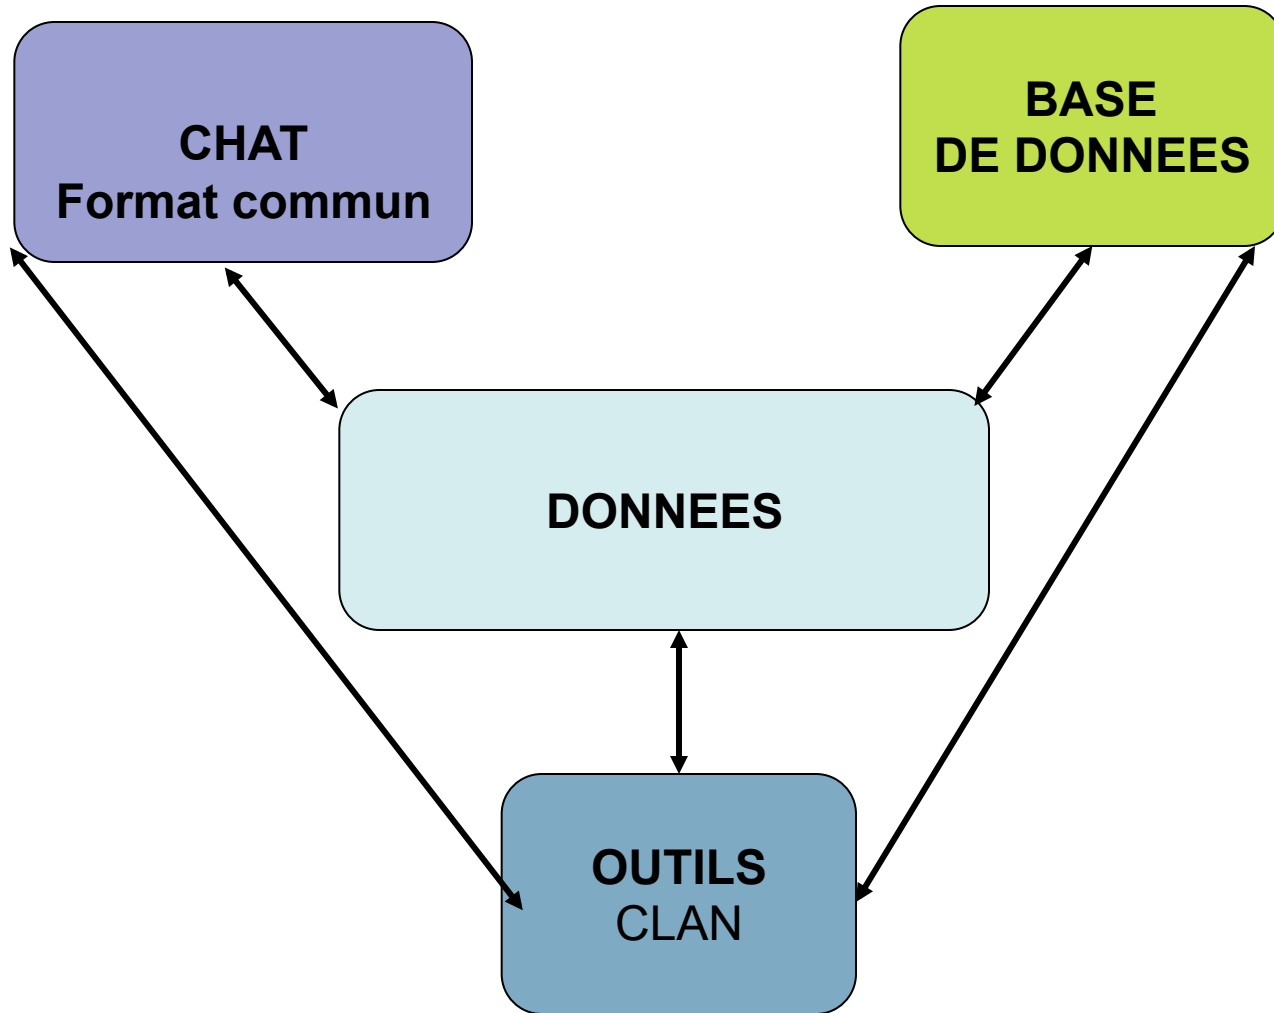 CHAT
Format commun
BASE
DE DONNEES
DONNEES
OUTILS
CLAN